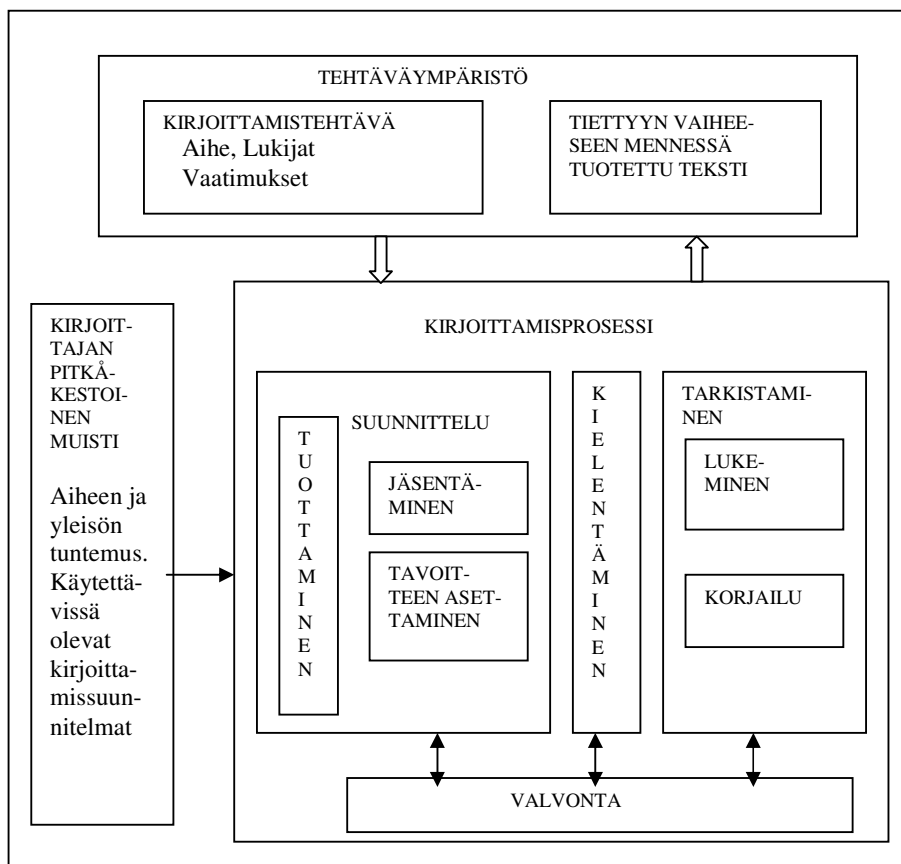 TEHTÄVÄYMPÄRISTÖ
KIRJOITTAMISTEHTÄVÄ
Aihe, Lukijat
Vaatimukset
TIETTYYN VAIHEE-
SEEN MENNESSÄ
TUOTETTU TEKSTI
KIRJOIT-
TAJAN
PITKÅ-
KESTOI-
NEN
MUISTI
Aiheen ja
yleisön
tuntemus.
Käytettä-
vissä
olevat
kirjoitta-
missuun-
nitelmat
KIRJOITTAMISPROSESSI
SUUNNITTELU
T
U
O
T
T
A
M
I
N
E
N
JÄSENTÄ-
MINEN
TAVOIT-
TEEN ASET-
TAMINEN
K
I
E
L
E
N
T
Ä
M
I
N
E
N
TARKISTAMI-
NEN
LUKE-
MINEN
KORJAILU
VALVONTA